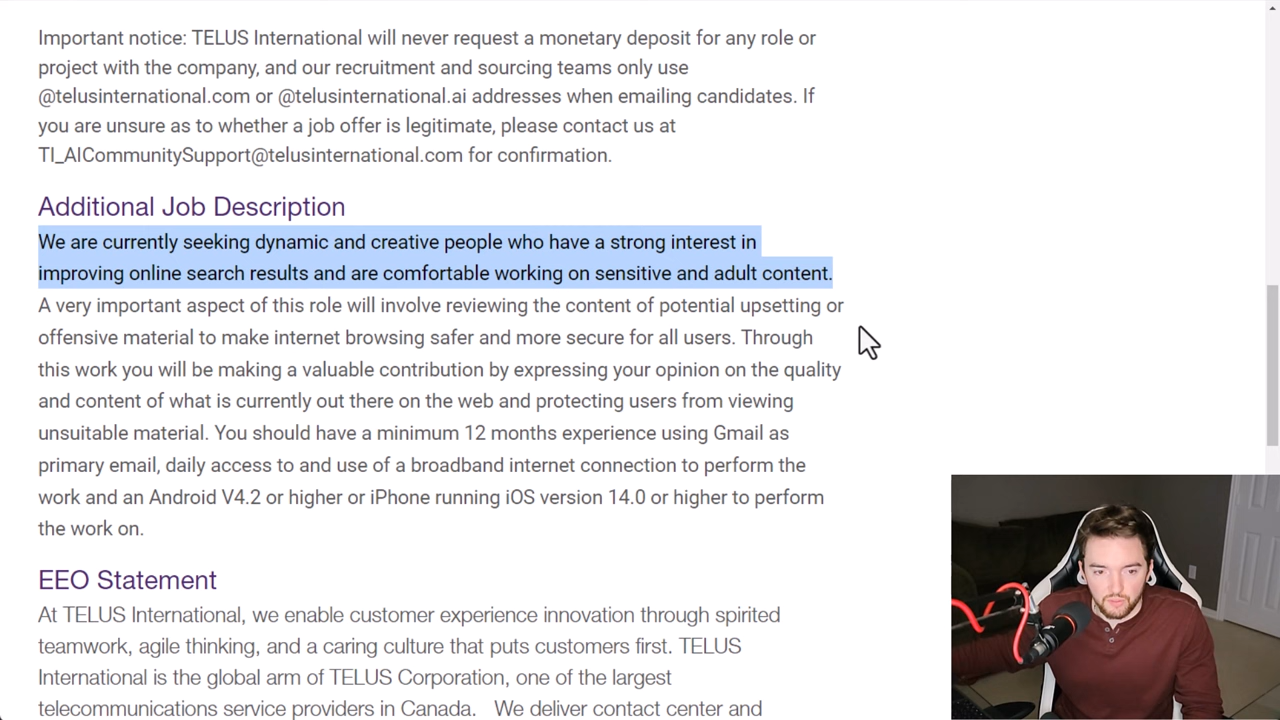 Important notice: TELUS International will never request a monetary deposit for any role or
project with the company, and our recruitment and sourcing teams only use
@telusinternational.com or @telusinternational.ai addresses when emailing candidates. If
you are unsure as to whether a job offer is legitimate, please contact us at
TI_AICommunitySupport@telusinternational.com for confirmation.
Additional Job Description
We are currently seeking dynamic and creative people who have a strong interest in
improving online search results and are comfortable working on sensitive and adult content.
A very important aspect of this role will involve reviewing the content of potential upsetting or
offensive material to make internet browsing safer and more secure for all users. Through
this work you will be making a valuable contribution by expressing your opinion on the quality
and content of what is currently out there on the web and protecting users from viewing
unsuitable material. You should have a minimum 12 months experience using Gmail as
primary email, daily access to and use of a broadband internet connection to perform the
work and an Android V4.2 or higher or iPhone running iOS version 14.0 or higher to perform
the work on.
EEO Statement
At TELUS International, we enable customer experience innovation through spirited
teamwork, agile thinking, and a caring culture that puts customers first. TELUS
International is the global arm of TELUS Corporation, one of the largest
telecommunications service providers in Canada. We deliver contact center and